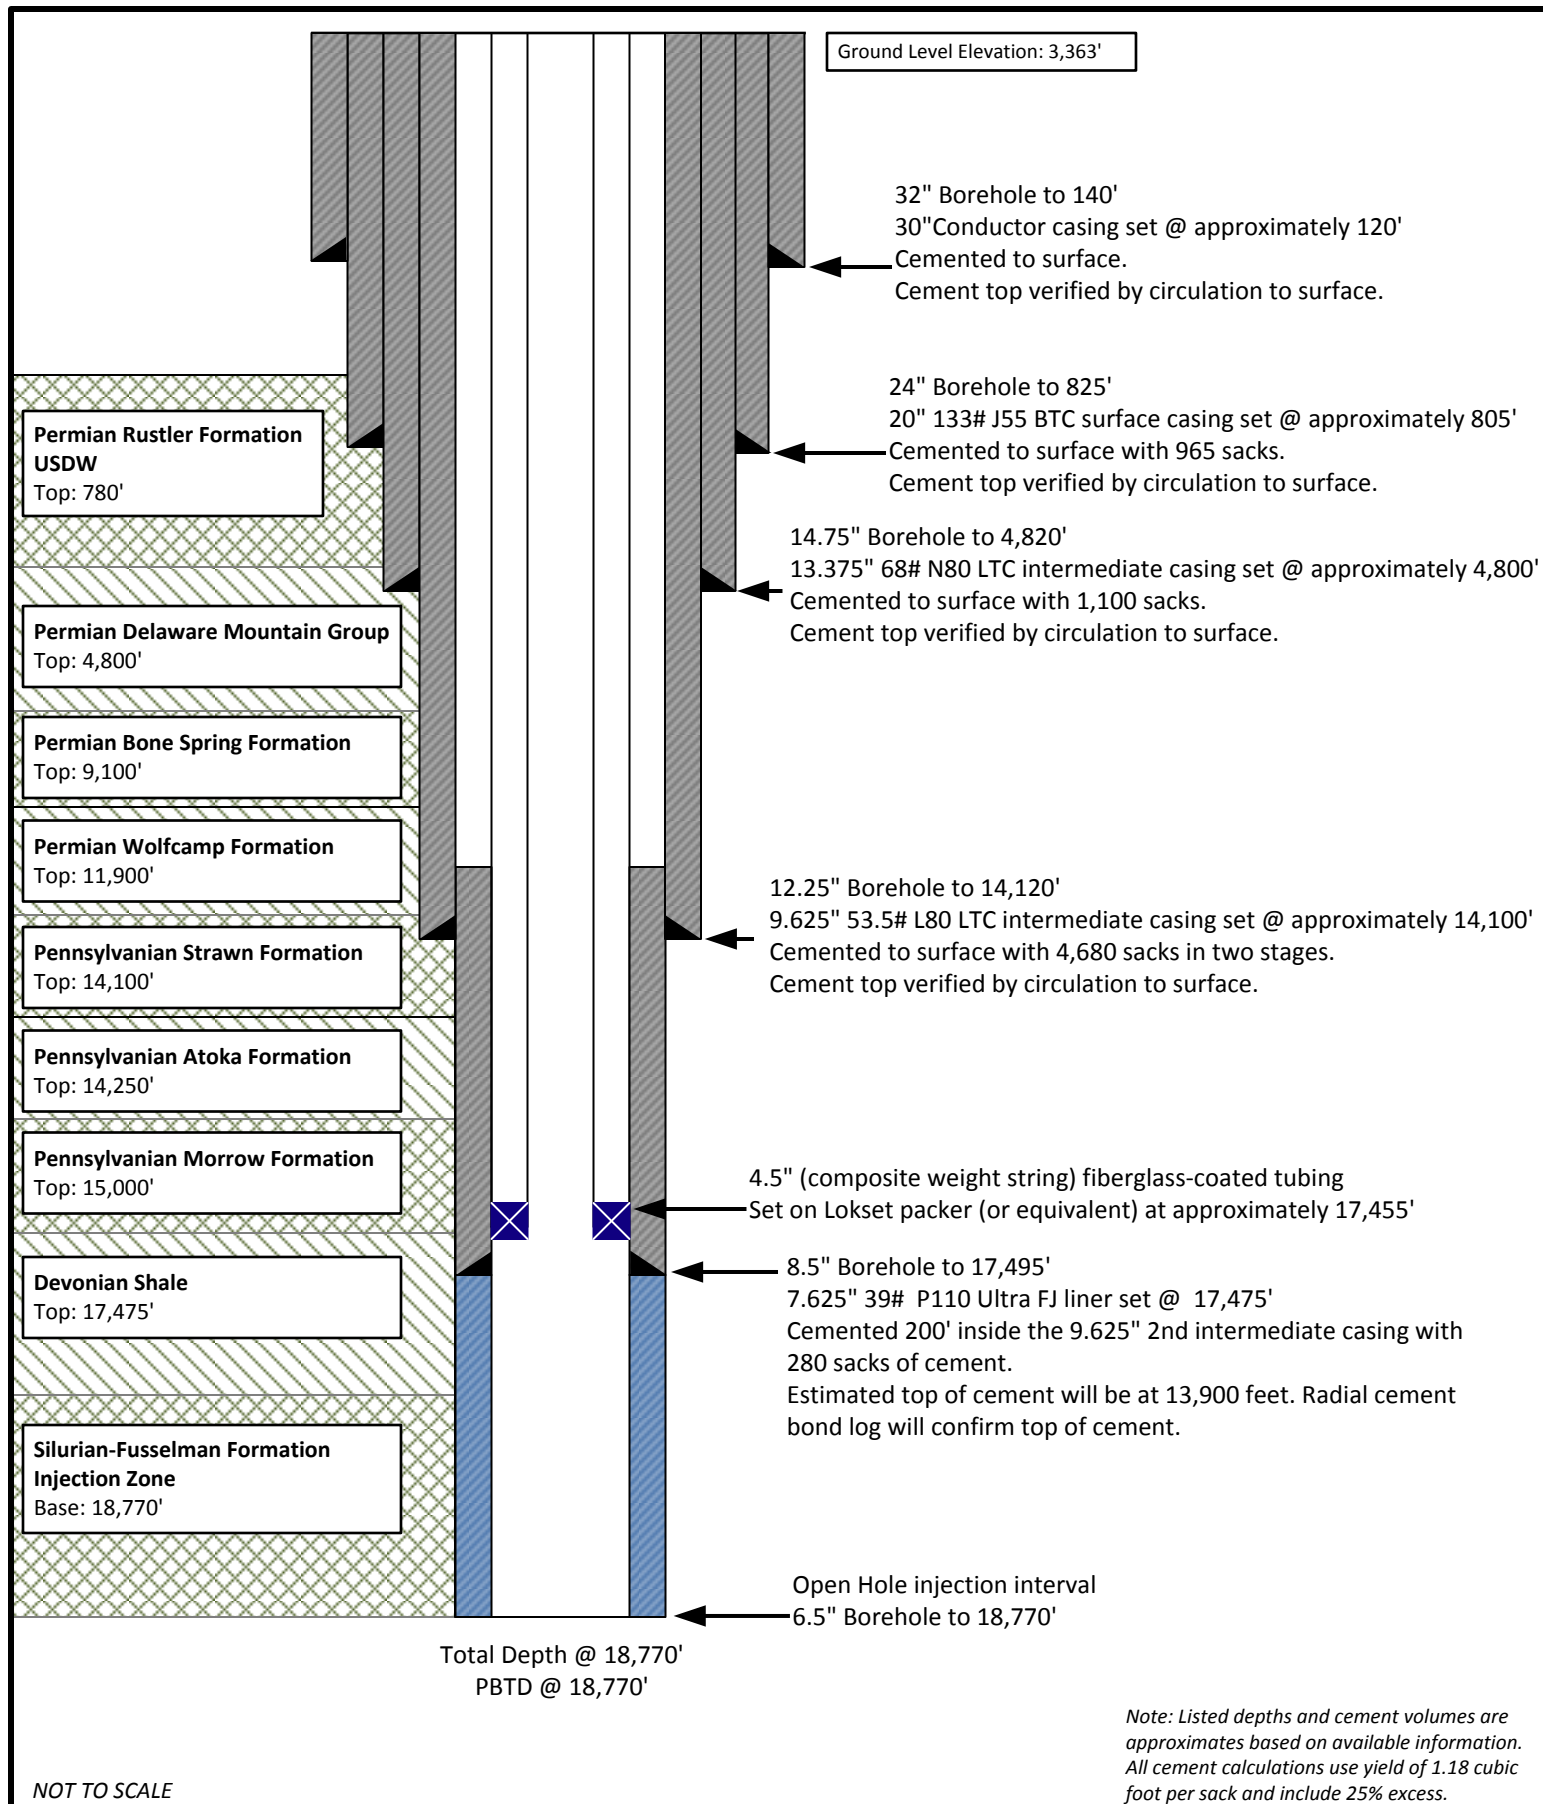 Ground Level Elevation: 3,363'
32" Borehole to 140'
30"Conductor casing set @ approximately 120'
Cemented to surface.
Cement top verified by circulation to surface.
24" Borehole to 825'
20" 133# J55 BTC surface casing set @ approximately 805'
Cemented to surface with 965 sacks.
Cement top verified by circulation to surface.
Permian Rustler Formation
USDW
Top: 780'
14.75" Borehole to 4,820'
13.375" 68# N80 LTC intermediate casing set @ approximately 4,800'
Cemented to surface with 1,100 sacks.
Cement top verified by circulation to surface.
Permian Delaware Mountain Group
Top: 4,800'
Permian Bone Spring Formation
Top: 9,100'
Permian Wolfcamp Formation
Top: 11,900'
12.25" Borehole to 14,120'
9.625" 53.5# L80 LTC intermediate casing set @ approximately 14,100'
Cemented to surface with 4,680 sacks in two stages.
Cement top verified by circulation to surface.
Pennsylvanian Strawn Formation
Top: 14,100'
Pennsylvanian Atoka Formation
Top: 14,250'
Pennsylvanian Morrow Formation
Top: 15,000'
4.5" (composite weight string) fiberglass-coated tubing
Set on Lokset packer (or equivalent) at approximately 17,455'
Devonian Shale
Top: 17,475'
8.5" Borehole to 17,495'
7.625" 39#  P110 Ultra FJ liner set @  17,475'
Cemented 200' inside the 9.625" 2nd intermediate casing with
280 sacks of cement.
Estimated top of cement will be at 13,900 feet. Radial cement
bond log will confirm top of cement.
Silurian-Fusselman Formation
Injection Zone
Base: 18,770'
Open Hole injection interval
6.5" Borehole to 18,770'
Total Depth @ 18,770'
PBTD @ 18,770'
Note: Listed depths and cement volumes are
approximates based on available information.
All cement calculations use yield of 1.18 cubic
foot per sack and include 25% excess.
NOT TO SCALE